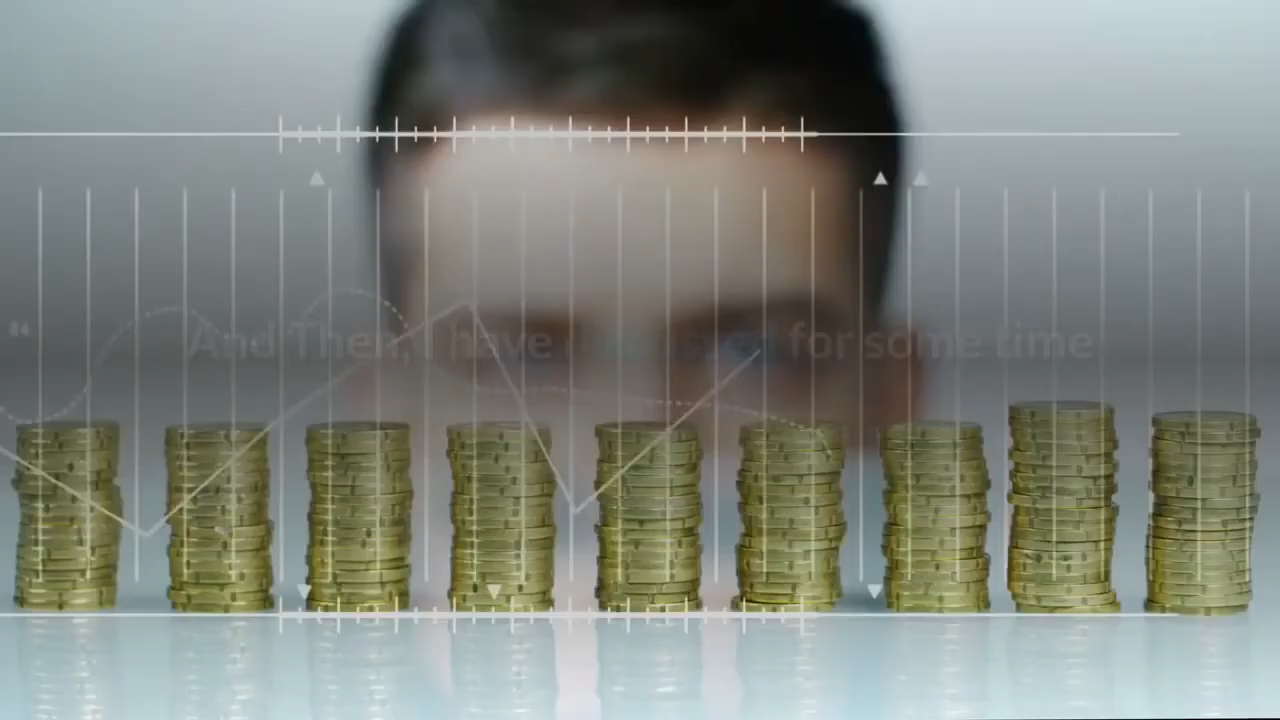 “ And Then, I have for some time